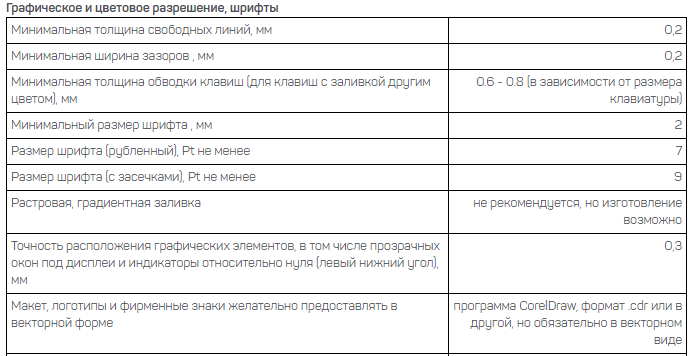 Графическое и цветовое разрешение, шрифты
Минимальная толщина свободных линий, мм 0,2
Минимальная ширина зазоров , мм 0,2
Минимальная толщина обводки клавиш (для клавиш с заливкой другим 0.6 - 0.8 (в зависимости от размера
цветом), мм клавиатуры)
Минимальный размер шрифта , мм 2
Размер шрифта (рубленный), Pt не менее 7
Размер шрифта (с засечками), Pt не менее 9
Растровая, градиентная заливка не рекомендуется, но изготовление
возможно
Точность расположения графических элементов, в том числе прозрачных 0,3
окон под дисплеи и индикаторы относительно нуля (левый нижний угол),
мм
Макет, логотипы и фирменные знаки желательно предоставлять в программа CorelDraw, формат .cdr или в
векторной форме другой, но обязательно в векторном
виде